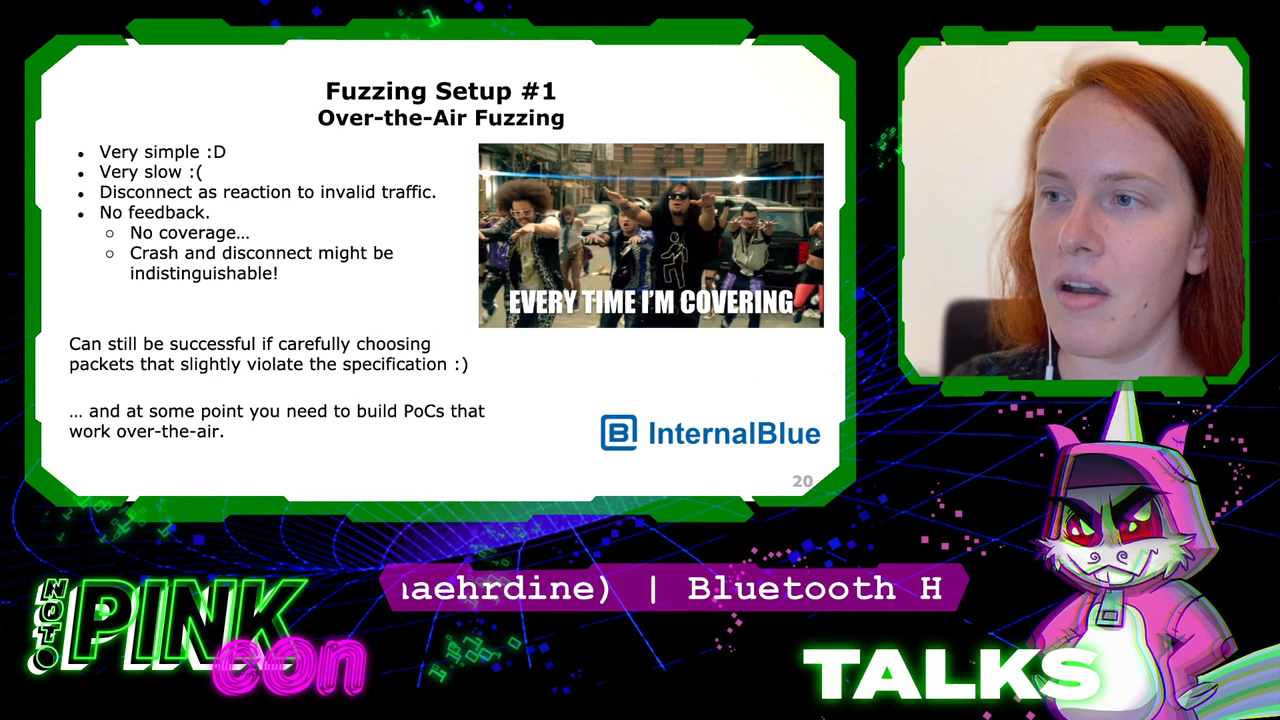 Fuzzing Setup #1
Over-the-Air Fuzzing
• Very simple :D
• Very slow :(
• Disconnect as reaction to invalid traffic.
• No feedback.
○ No coverage…
○ Crash and disconnect might be
indistinguishable!
EVERY TIME I'M COVERING
Can still be successful if carefully choosing
packets that slightly violate the specification :)
… and at some point you need to build PoCs that
work over-the-air.
InternalBlue
20
aehrdine) | Bluetooth H
NOT
PINK
con
TALKS